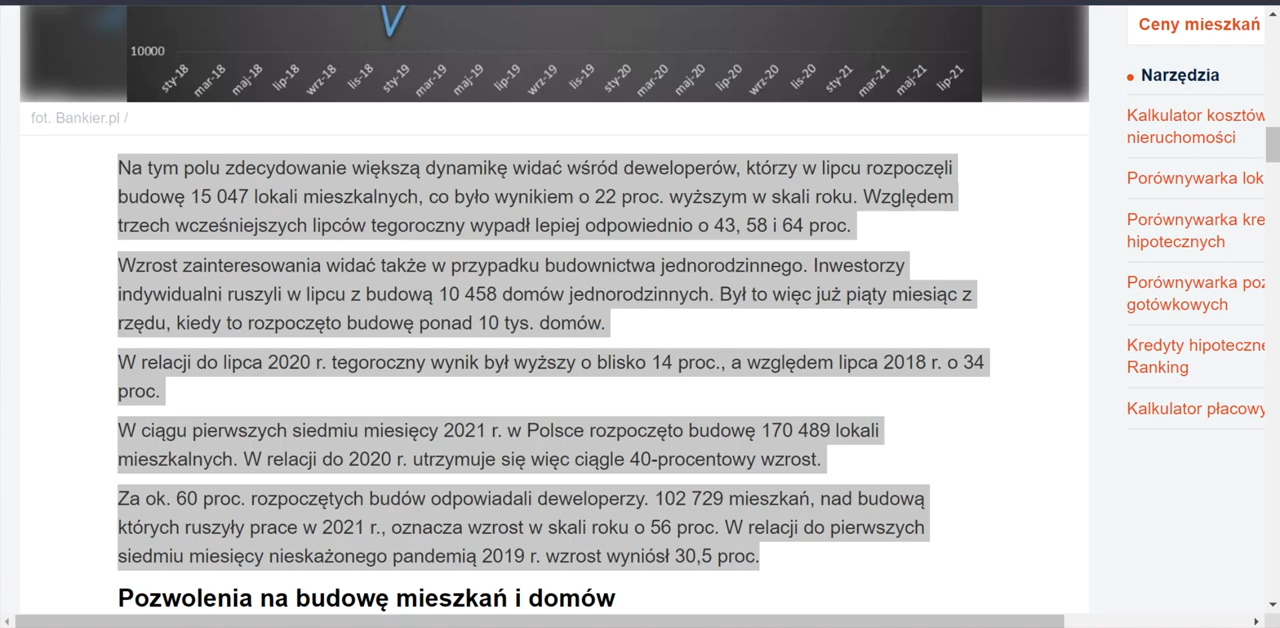 10000
sty-18 mar-18 maj-18 lip-18 wrz-18 lis-18 sty-19 mar-19 maj-19 lip-19 wrz-19 lis-19 sty-20 mar-20 maj-20 lip-20 wrz-20 lis-20 sty-21 mar-21 maj-21 lip-21
fot. Bankier.pl /
Na tym polu zdecydowanie większą dynamikę widać wśród deweloperów, którzy w lipcu rozpoczęli
budowę 15 047 lokali mieszkalnych, co było wynikiem o 22 proc. wyższym w skali roku. Względem
trzech wcześniejszych lipców tegoroczny wypadł lepiej odpowiednio o 43, 58 i 64 proc.
Wzrost zainteresowania widać także w przypadku budownictwa jednorodzinnego. Inwestorzy
indywidualni ruszyli w lipcu z budową 10 458 domów jednorodzinnych. Był to więc już piąty miesiąc z
rzędu, kiedy to rozpoczęto budowę ponad 10 tys. domów.
W relacji do lipca 2020 r. tegoroczny wynik był wyższy o blisko 14 proc., a względem lipca 2018 r. o 34
proc.
W ciągu pierwszych siedmiu miesięcy 2021 r. w Polsce rozpoczęto budowę 170 489 lokali
mieszkalnych. W relacji do 2020 r. utrzymuje się więc ciągle 40-procentowy wzrost.
Za ok. 60 proc. rozpoczętych budów odpowiadali deweloperzy. 102 729 mieszkań, nad budową
których ruszyły prace w 2021 r., oznacza wzrost w skali roku o 56 proc. W relacji do pierwszych
siedmiu miesięcy nieskażonego pandemią 2019 r. wzrost wyniósł 30,5 proc.
Pozwolenia na budowę mieszkań i domów
Ceny mieszkań
Narzędzia
Kalkulator kosztów
nieruchomości
Porównywarka lok
Porównywarka kre
hipotecznych
Porównywarka poż
gotówkowych
Kredyty hipoteczne
Ranking
Kalkulator płacowy